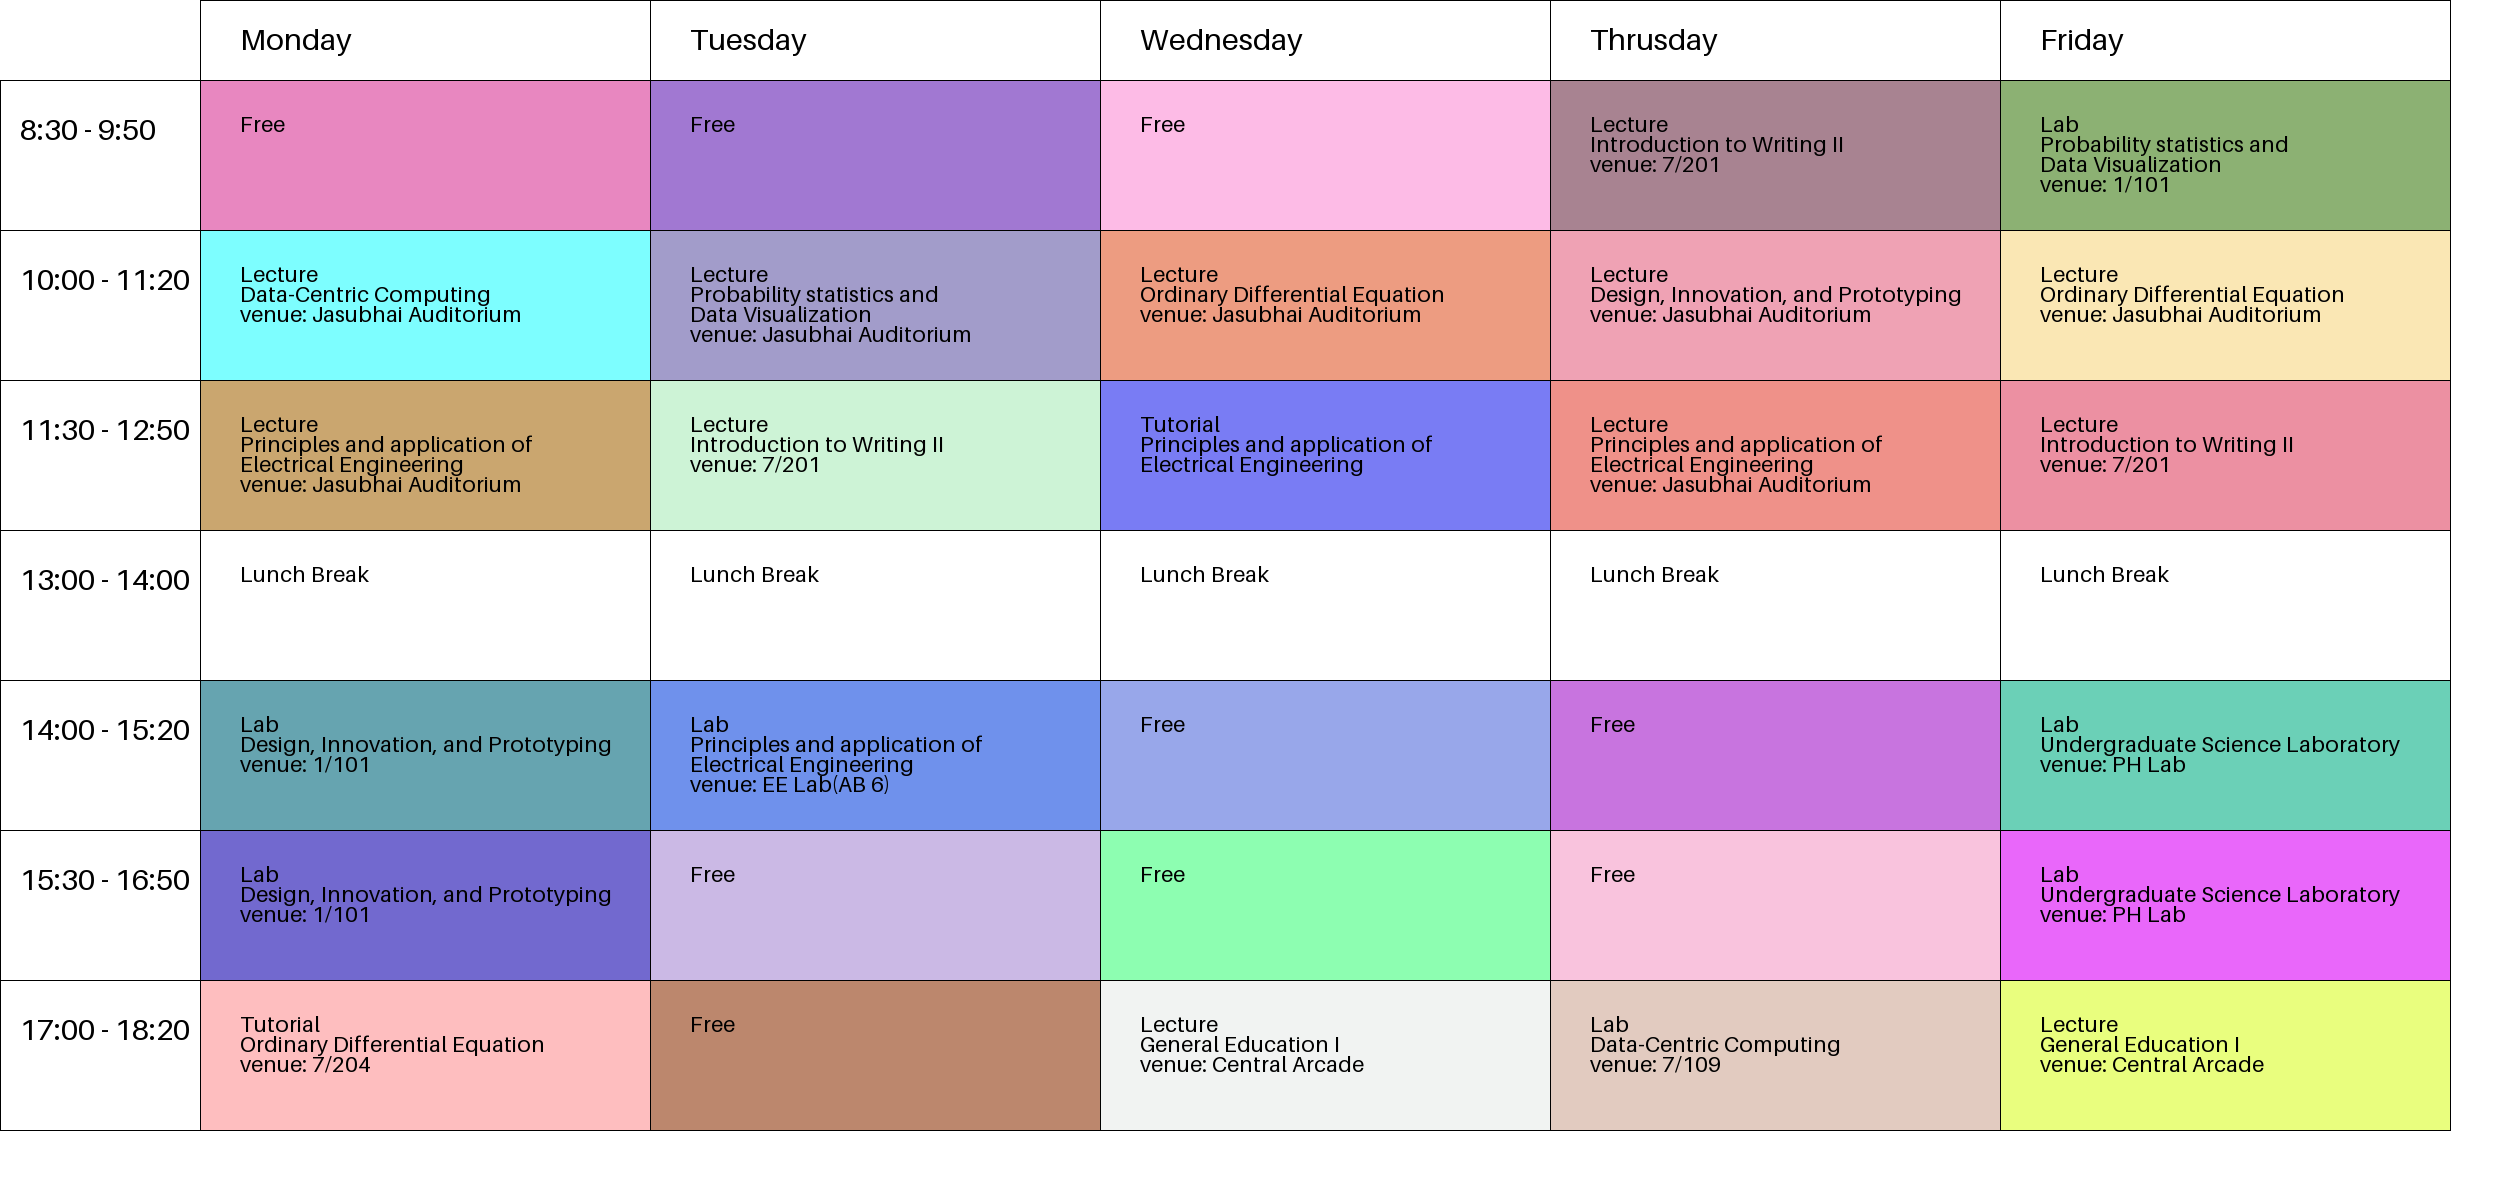 Monday
Tuesday
Wednesday
Thrusday
Friday
8:30 - 9:50
Free
Free
Free
Lecture
Introduction to Writing II
venue: 7/201
Lab
Probability statistics and
Data Visualization
venue: 1/101
10:00 - 11:20
Lecture
Data-Centric Computing
venue: Jasubhai Auditorium
Lecture
Probability statistics and
Data Visualization
venue: Jasubhai Auditorium
Lecture
Ordinary Differential Equation
venue: Jasubhai Auditorium
Lecture
Design, Innovation, and Prototyping
venue: Jasubhai Auditorium
Lecture
Ordinary Differential Equation
venue: Jasubhai Auditorium
11:30 - 12:50
Lecture
Principles and application of
Electrical Engineering
venue: Jasubhai Auditorium
Lecture
Introduction to Writing II
venue: 7/201
Tutorial
Principles and application of
Electrical Engineering
Lecture
Principles and application of
Electrical Engineering
venue: Jasubhai Auditorium
Lecture
Introduction to Writing II
venue: 7/201
13:00 - 14:00
Lunch Break
Lunch Break
Lunch Break
Lunch Break
Lunch Break
14:00 - 15:20
Lab
Design, Innovation, and Prototyping
venue: 1/101
Lab
Principles and application of
Electrical Engineering
venue: EE Lab(AB 6)
Free
Free
Lab
Undergraduate Science Laboratory
venue: PH Lab
15:30 - 16:50
Lab
Design, Innovation, and Prototyping
venue: 1/101
Free
Free
Free
Lab
Undergraduate Science Laboratory
venue: PH Lab
17:00 - 18:20
Tutorial
Ordinary Differential Equation
venue: 7/204
Free
Lecture
General Education I
venue: Central Arcade
Lab
Data-Centric Computing
venue: 7/109
Lecture
General Education I
venue: Central Arcade